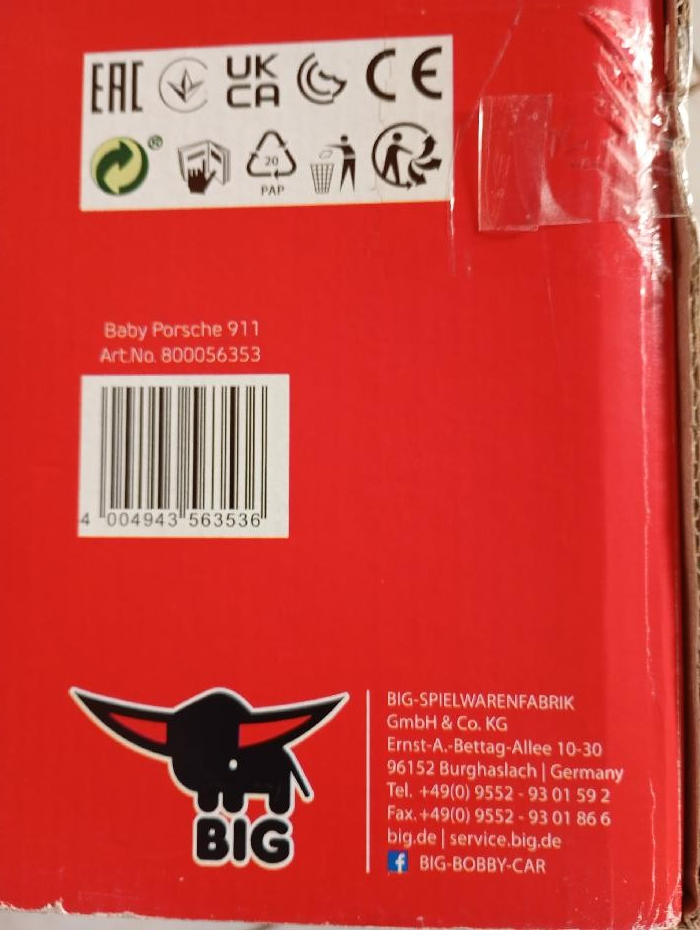 EAC
UK
CA
CE
®
20
PAP
Baby Porsche 911
Art.No. 800056353
4 004943 563536
BIG
BIG-SPIELWARENFABRIK
GmbH & Co. KG
Ernst-A.-Bettag-Allee 10-30
96152 Burghaslach | Germany
Tel. +49(0) 9552 - 93 01 59 2
Fax. +49(0) 9552 - 93 01 86 6
big.de | service.big.de
f BIG-BOBBY-CAR